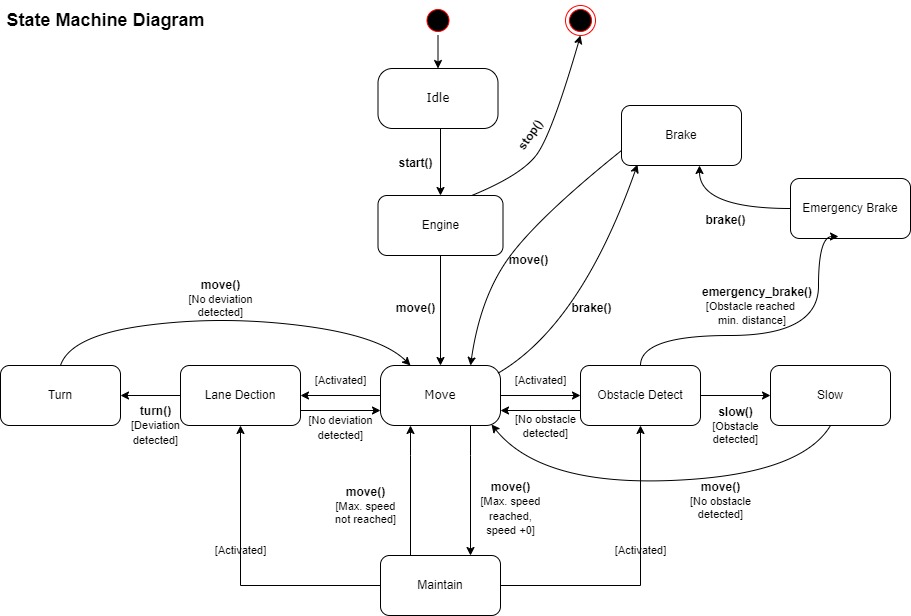 State Machine Diagram
Idle
start()
stop()
Brake
Engine
Emergency Brake
brake()
move()
move()
[No deviation
detected]
move()
brake()
emergency_brake()
[Obstacle reached
min. distance]
Turn
Lane Dection
[Activated]
Move
[Activated]
Obstacle Detect
Slow
turn()
[Deviation
detected]
[No deviation
detected]
[No obstacle
detected]
slow()
[Obstacle
detected]
move()
[Max. speed
not reached]
move()
[Max. speed
reached,
speed +0]
move()
[No obstacle
detected]
[Activated]
[Activated]
Maintain